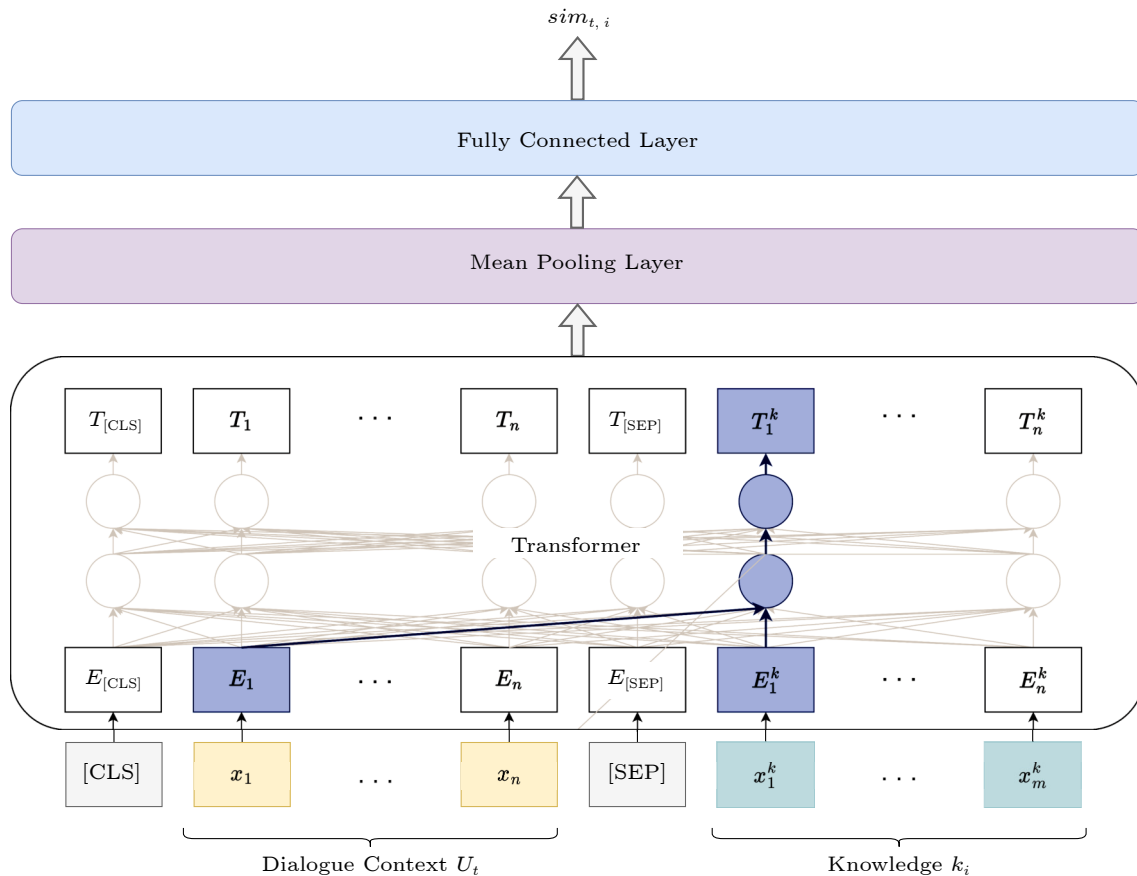 sim_{t, i}
Fully Connected Layer
Mean Pooling Layer
T_{[CLS]} T_1 · · · T_n T_{[SEP]} T_1^k · · · T_n^k
Transformer
E_{[CLS]} E_1 · · · E_n E_{[SEP]} E_1^k · · · E_n^k
[CLS] x_1 . . . x_n [SEP] x_1^k . . . x_m^k
Dialogue Context U_t Knowledge k_i